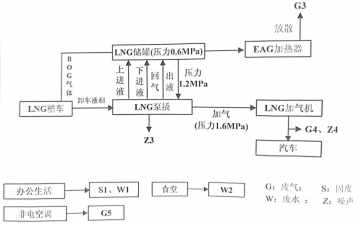 G3
放散
LNG储罐(压力0.6MPa)
EAG加热器
BOG气体
上进液
下进液
回气
出液
压力
1.2MPa
LNG槽车
卸车液相
LNG泵撬
加气
(压力1.6MPa)
LNG加气机
Z3
G4、Z4
汽车
办公生活
S1、W1
食堂
W2
G：废气；
S：固废
W：废水；
Z：噪声
非电空调
G5